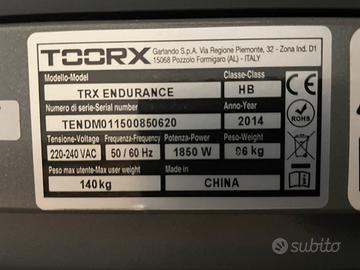 TOORX
Garlando S.p.A. Via Regione Piemonte, 32 - Zona Ind. D1
15068 Pozzolo Formigaro (AL) - ITALY
Modello-Model Classe-Class
TRX ENDURANCE HB
Numero di serie-Serial number Anno-Year
TENDM011500850620 2014
Tensione-Voltage Frequenza-Frequency Potenza-Power Peso-Weight
220-240 VAC 50 / 60 Hz 1850 W 96 kg
Peso max utente-Max user weight Made in
140 kg CHINA
CE
RoHS
subito